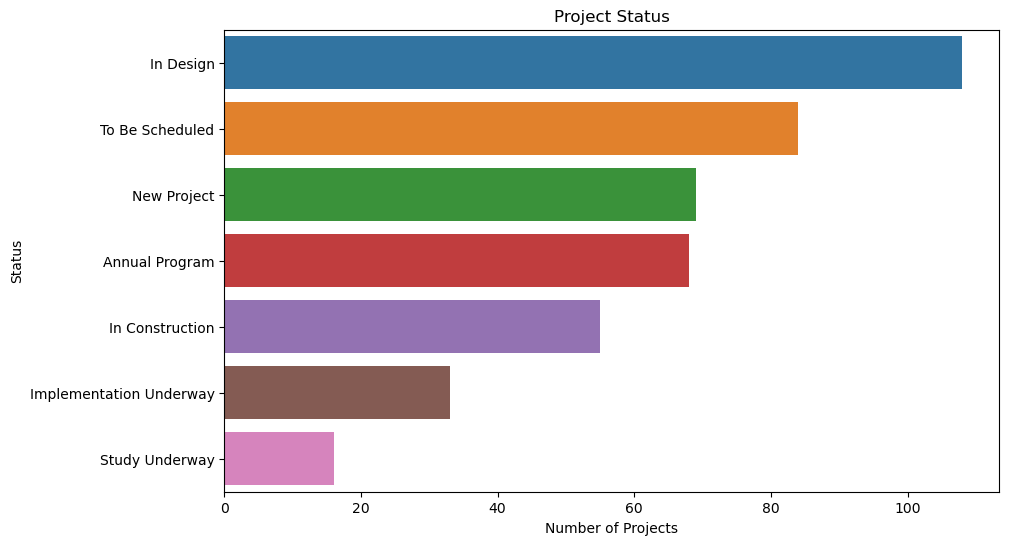 Project Status
Status
In Design
To Be Scheduled
New Project
Annual Program
In Construction
Implementation Underway
Study Underway
0 20 40 60 80 100
Number of Projects